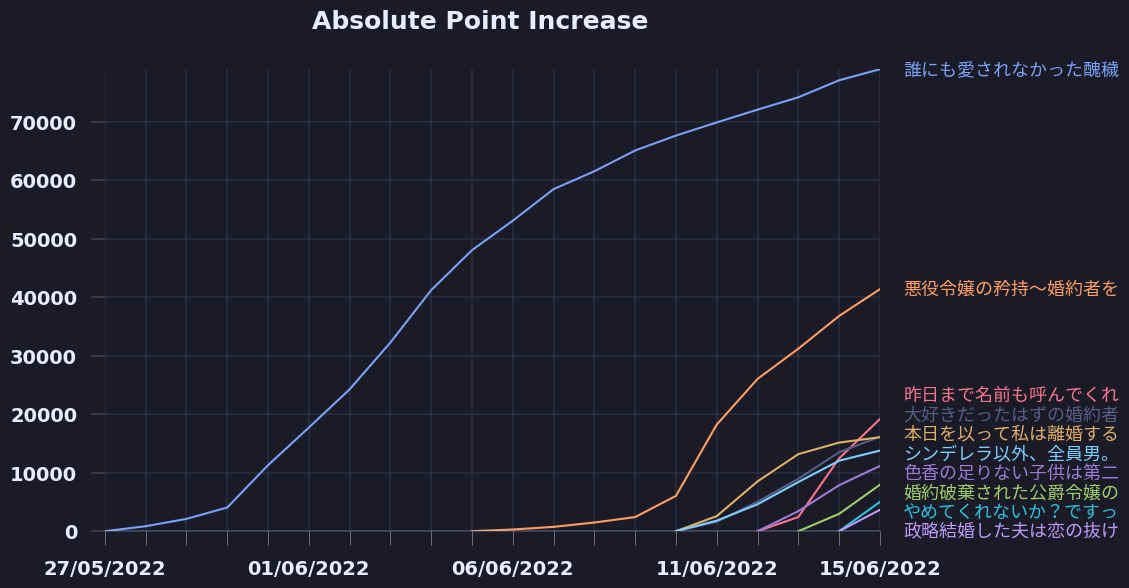 Absolute Point Increase
70000
60000
50000
40000
30000
20000
10000
0
27/05/2022
01/06/2022
06/06/2022
11/06/2022
15/06/2022
誰にも愛されなかった醜穢
悪役令嬢の矜持〜婚約者を
昨日まで名前も呼んでくれ
大好きだったはずの婚約者
本日を以って私は離婚する
シンデレラ以外、全員男。
色香の足りない子供は第二
婚約破棄された公爵令嬢の
やめてくれないか？ですっ
政略結婚した夫は恋の抜け